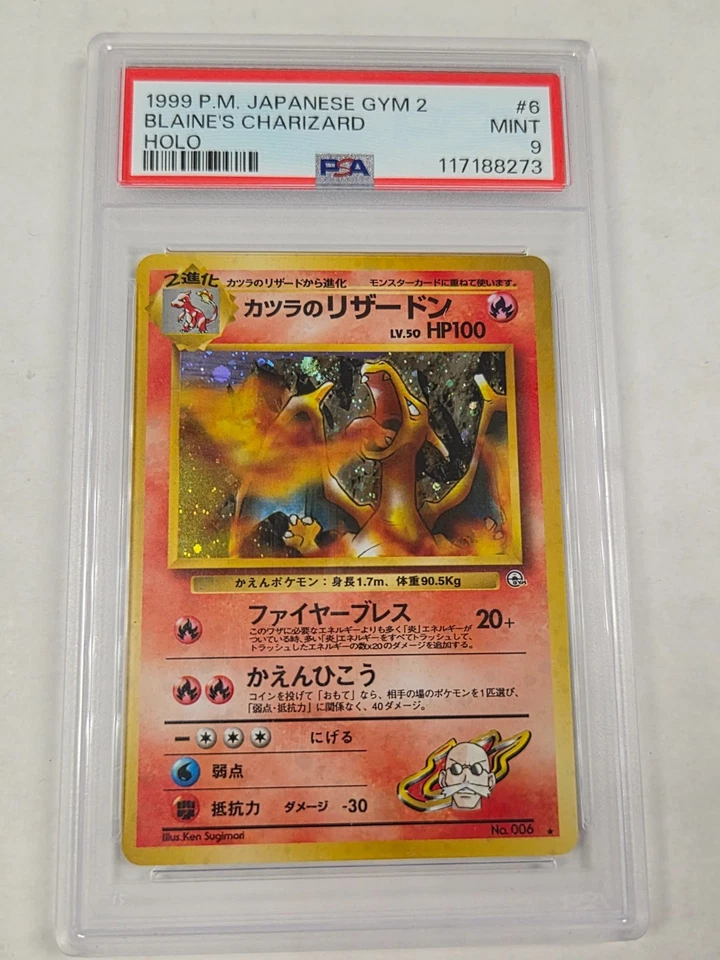 1999 P.M. JAPANESE GYM 2 #6
BLAINE'S CHARIZARD MINT
HOLO 9
PSA 117188273
2進化 カツラのリザードから進化 モンスターカードに重ねて使います。
カツラのリザードン
LV.50 HP100
かえんポケモン：身長1.7m、体重90.5Kg
ファイヤーブレス 20+
このワザに必要なエネルギーよりも多く「炎」エネルギーが
ついている時、多い「炎」エネルギーをすべてトラッシュして、
トラッシュしたエネルギーの数x20のダメージを追加する。
かえんひこう
コインを投げて「おもて」なら、相手の場のポケモンを1匹選び、
「弱点・抵抗力」に関係なく、40ダメージ。
にげる
弱点
抵抗力 ダメージ -30
Illus.Ken Sugimori No.006